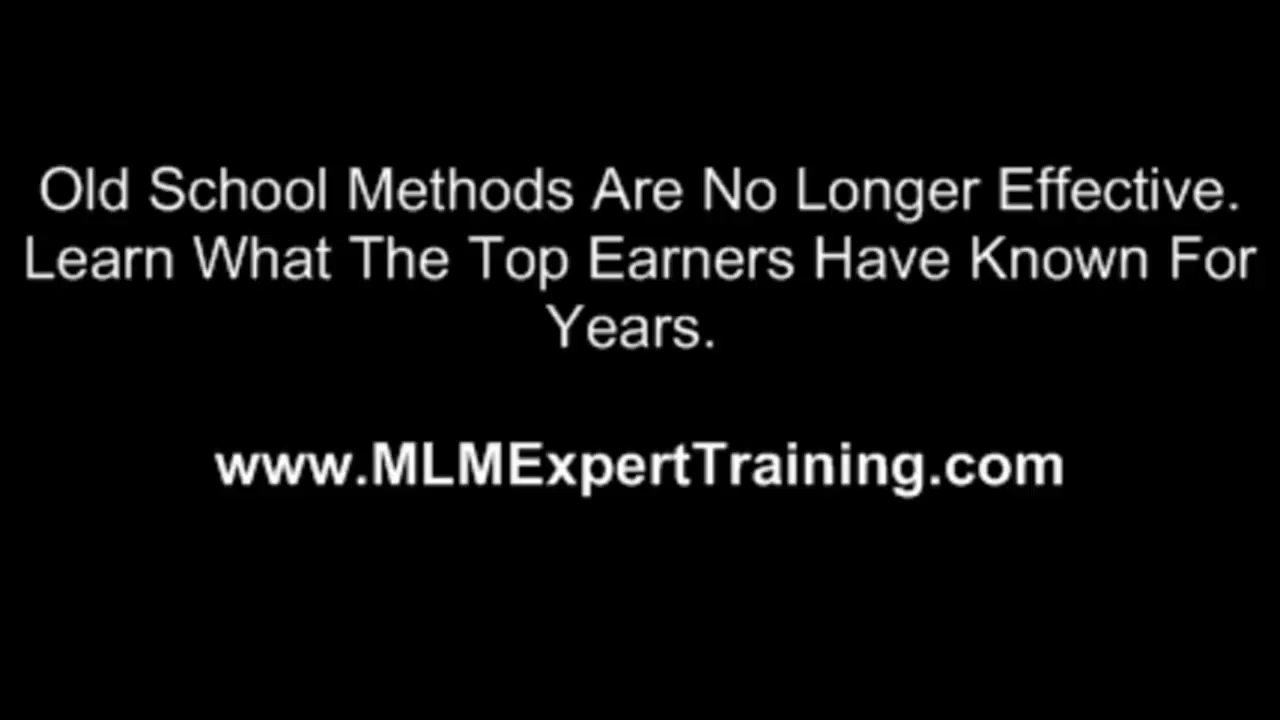 Old School Methods Are No Longer Effective.
Learn What The Top Earners Have Known For
Years.
www.MLMExpertTraining.com